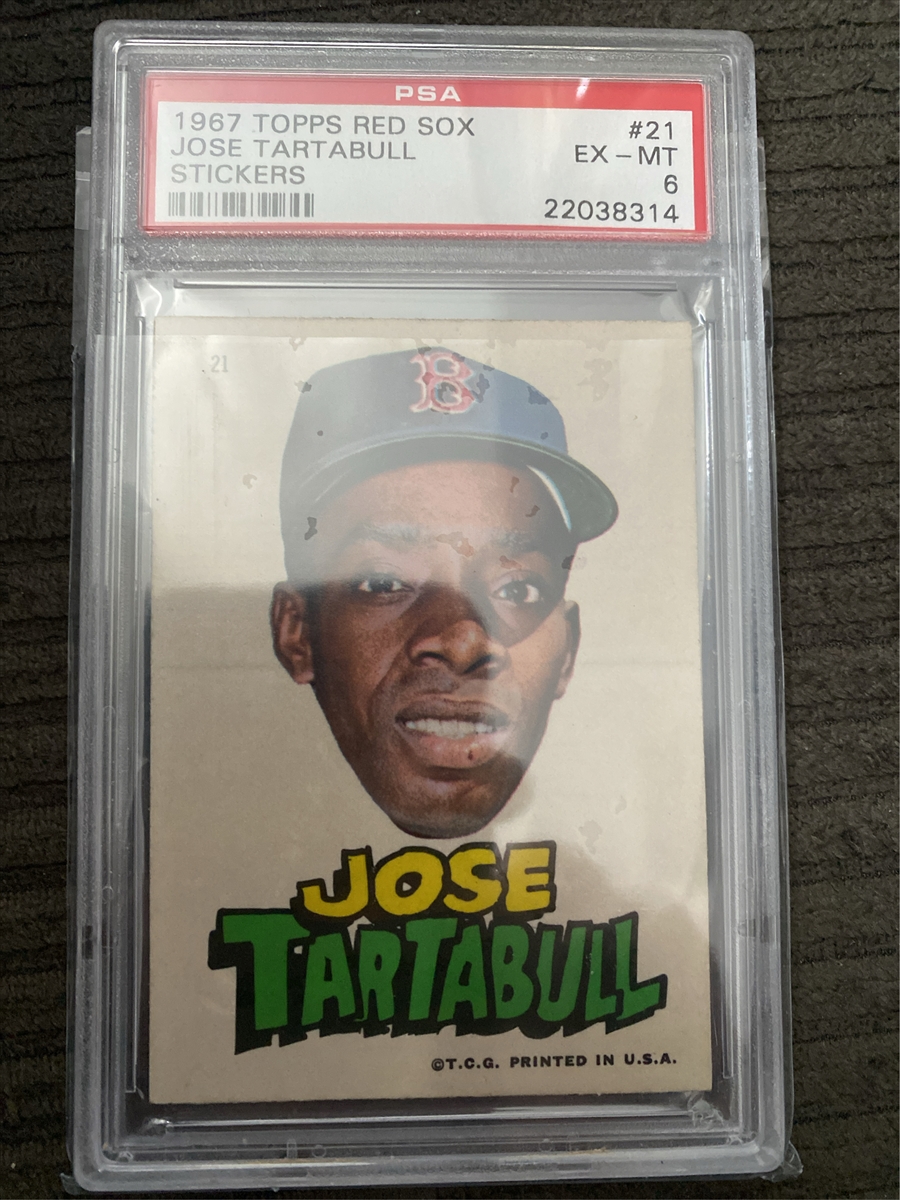 PSA
1967 TOPPS RED SOX #21
JOSE TARTABULL EX - MT
STICKERS 6
22038314
21
B
JOSE
TARTABULL
©T.C.G. PRINTED IN U.S.A.